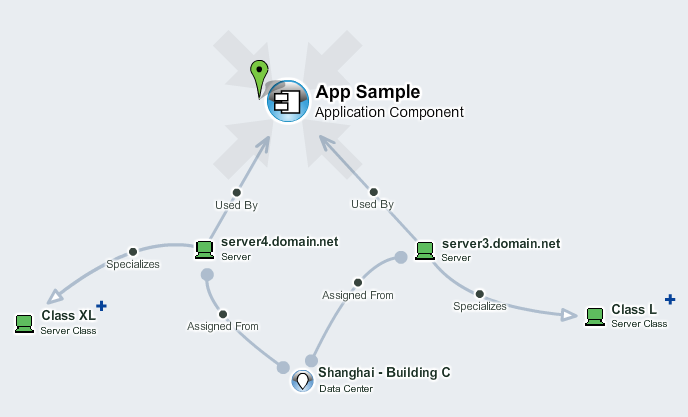 App Sample
Application Component
Used By
Used By
server4.domain.net
Server
server3.domain.net
Server
Specializes
Assigned From
Specializes
Class XL
Server Class
Class L
Server Class
Assigned From
Shanghai - Building C
Data Center